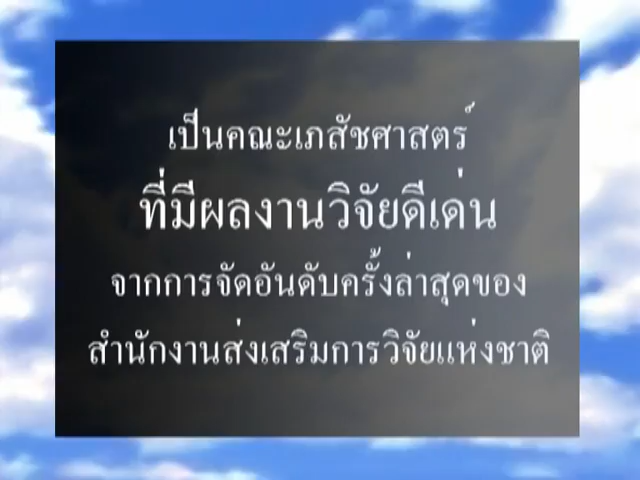 เป็นคณะเภสัชศาสตร์
ที่มีผลงานวิจัยดีเด่น
จากการจัดอันดับครั้งล่าสุดของ
สำนักงานส่งเสริมการวิจัยแห่งชาติ